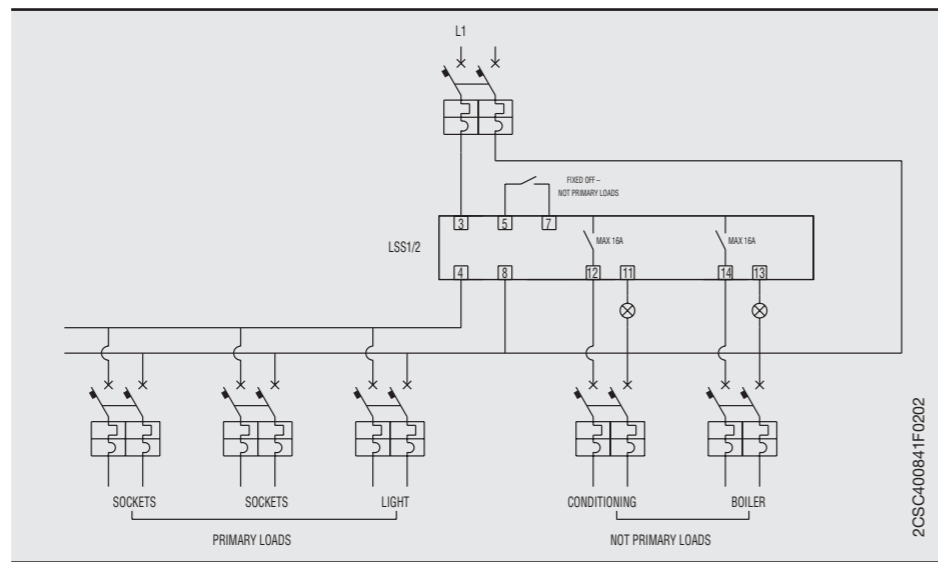 L1
FIXED OFF –
NOT PRIMARY LOADS
3
5
7
LSS1/2
MAX 16A
MAX 16A
4
8
12
11
14
13
SOCKETS
SOCKETS
LIGHT
CONDITIONING
BOILER
PRIMARY LOADS
NOT PRIMARY LOADS
2CSC400841F0202